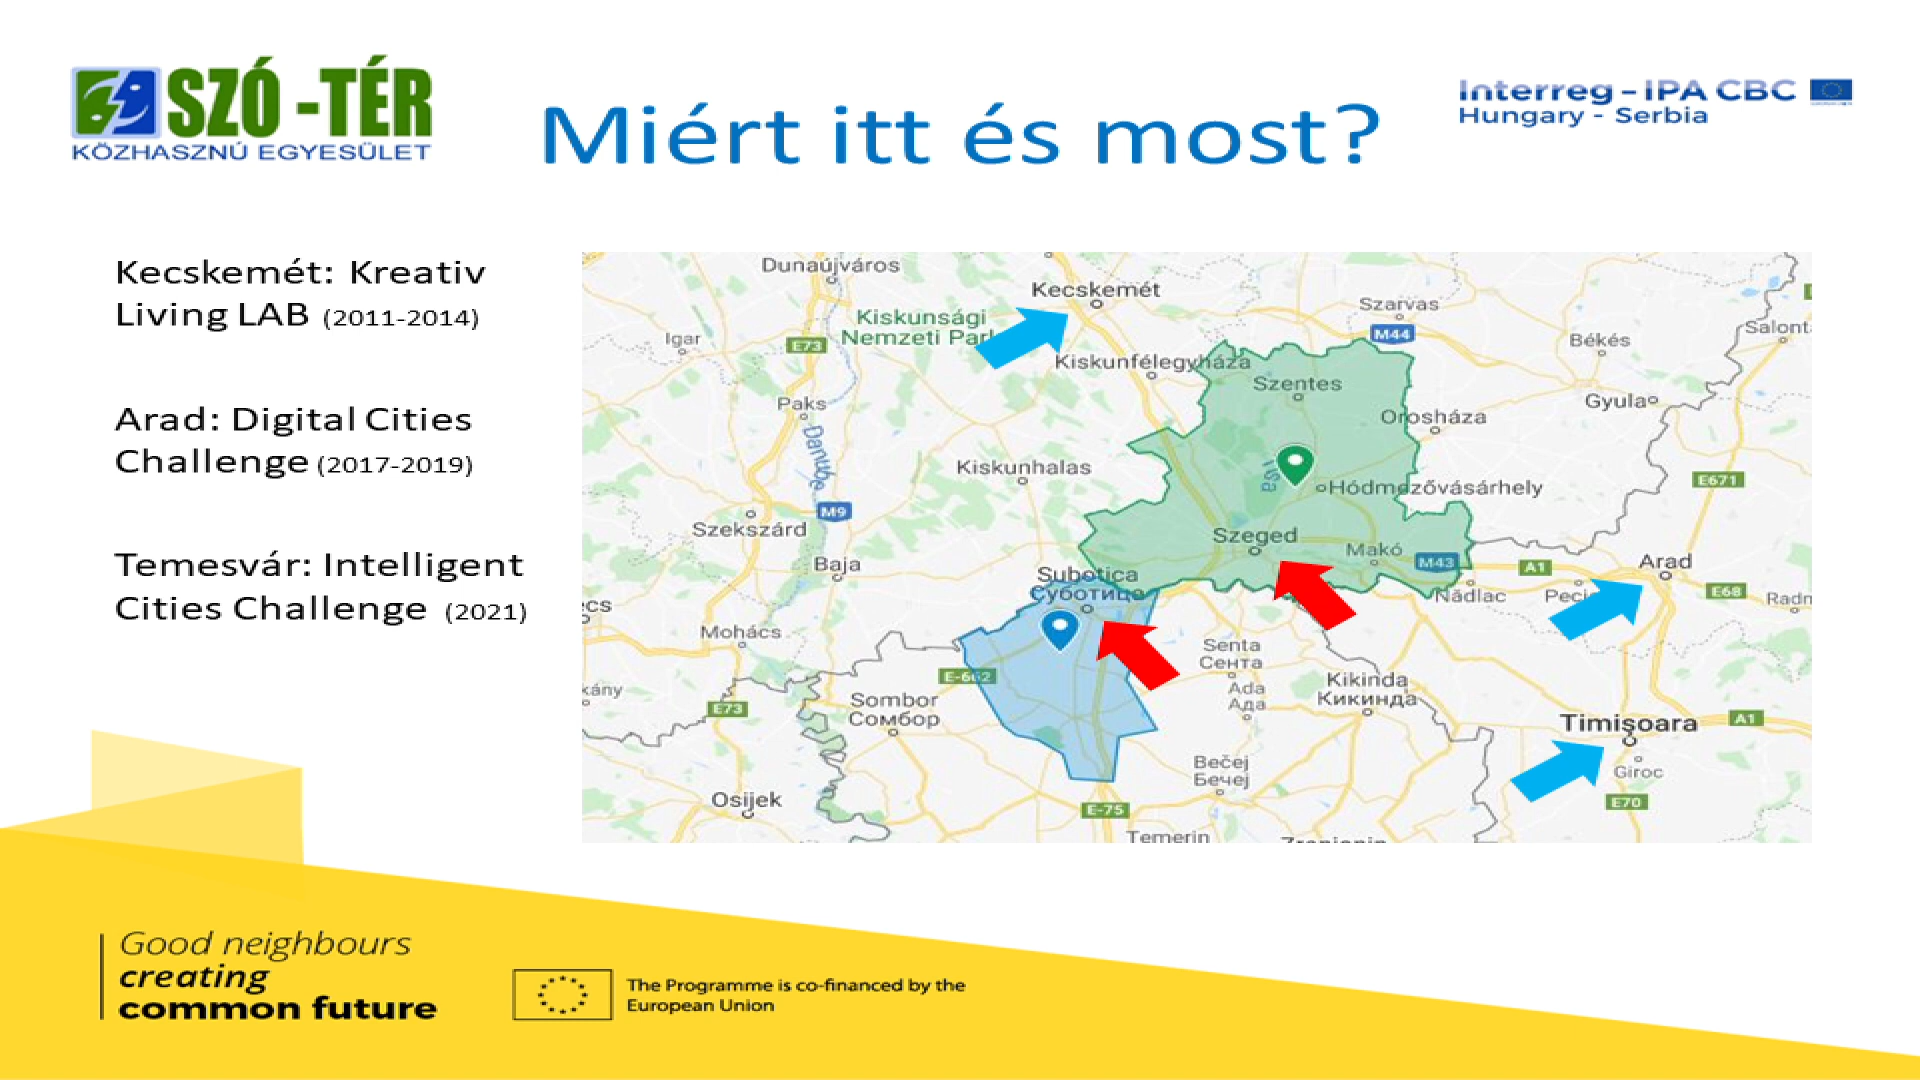 SZÓ -TÉR
KÖZHASZNÚ EGYESÜLET
Miért itt és most?
Interreg - IPA CBC
Hungary - Serbia
Kecskemét: Kreativ
Living LAB (2011-2014)
Arad: Digital Cities
Challenge (2017-2019)
Temesvár: Intelligent
Cities Challenge (2021)
Dunaújváros
Kecskemét
Kiskunsági
Nemzeti
Szarvas
M44
Igar
E73
Kiskunfélegyháza
Békés
Szentes
Paks
Orosháza
Gyula
Danube
Kiskunhalas
Hódmezővásárhely
E671
M9
Szekszárd
Szeged
Makó
M43
Baja
Subotica
Суботица
A1
Arad
Nădlac
E68
Mohács
Senta
Сента
E-662
Kikinda
Кикинда
Ada
Ада
Sombor
Сомбор
E73
Timișoara
A1
Bečej
Бечеј
Giroc
Osijek
E-75
E70
Temerin
Good neighbours
creating
common future
The Programme is co-financed by the
European Union